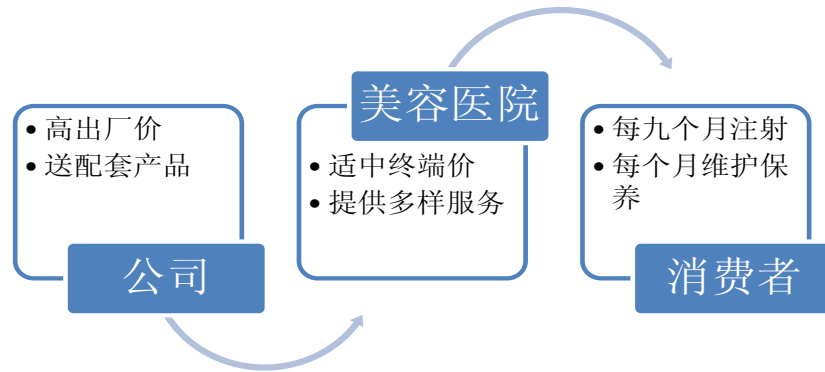 • 高出厂价
• 送配套产品
公司
美容医院
• 适中终端价
• 提供多样服务
• 每九个月注射
• 每个月维护保
养
消费者